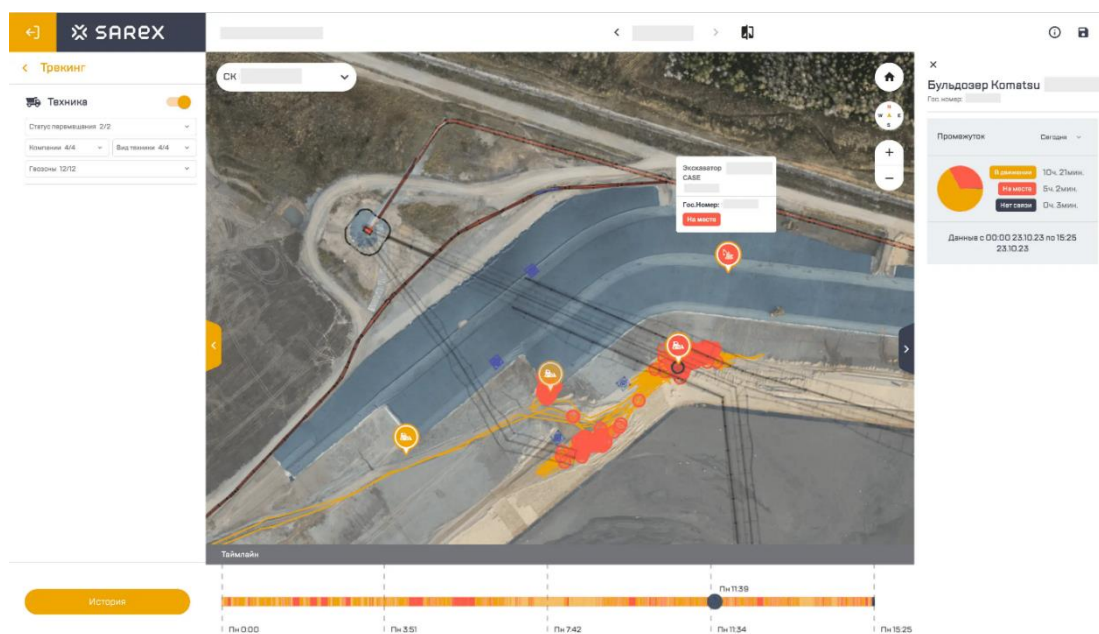 SAREX
Трекинг
Техника
Статус перемещения 2/2
Компании 4/4
Вид техники 4/4
Геозоны 12/12
История
СК
Экскаватор
CASE
Гос.Номер:
На месте
Таймлайн
Пн 11:39
Пн 0:00
Пн 3:51
Пн 7:42
Пн 11:34
Пн 15:25
Бульдозер Komatsu
Гос. номер:
Промежуток
Сегодня
В движении 10ч. 21мин.
На месте 5ч. 2мин.
Нет связи 0ч. 3мин.
Данные с 00:00 23.10.23 по 15:25
23.10.23